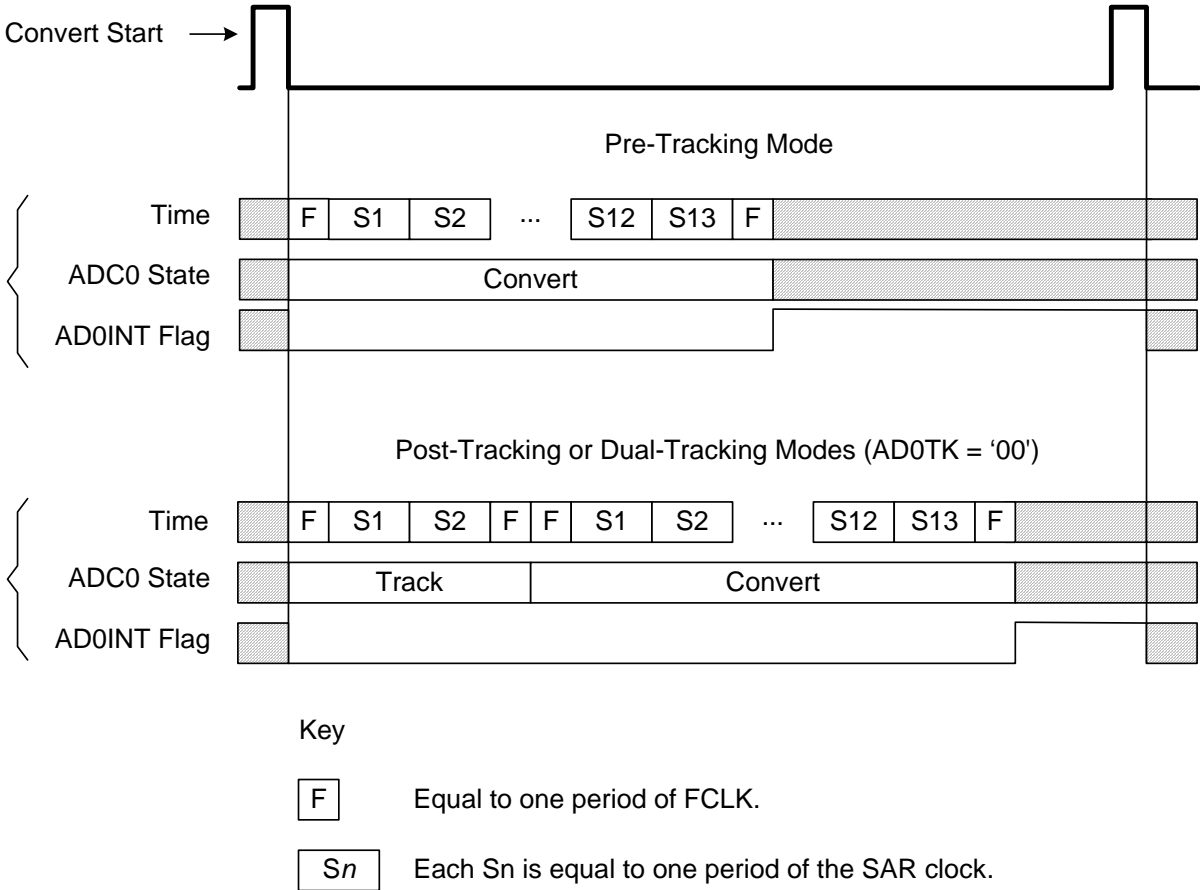 Convert Start
Pre-Tracking Mode
Time F S1 S2 ... S12 S13 F
ADC0 State Convert
AD0INT Flag
Post-Tracking or Dual-Tracking Modes (AD0TK = ‘00')
Time F S1 S2 F F S1 S2 ... S12 S13 F
ADC0 State Track Convert
AD0INT Flag
Key
F Equal to one period of FCLK.
Sn Each Sn is equal to one period of the SAR clock.